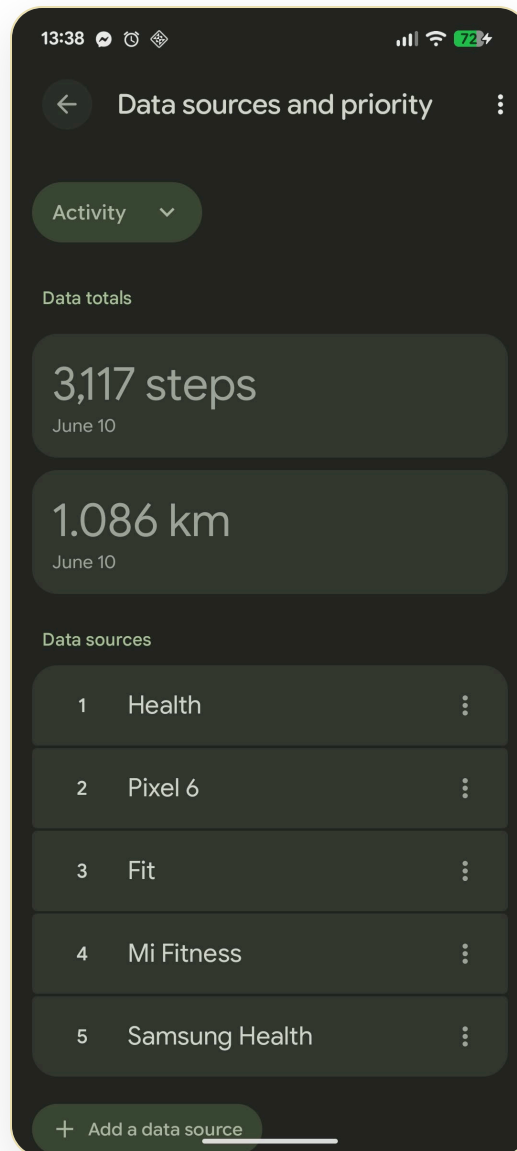 13:38 72
Data sources and priority
Activity
Data totals
3,117 steps
June 10
1.086 km
June 10
Data sources
1 Health
2 Pixel 6
3 Fit
4 Mi Fitness
5 Samsung Health
+ Add a data source